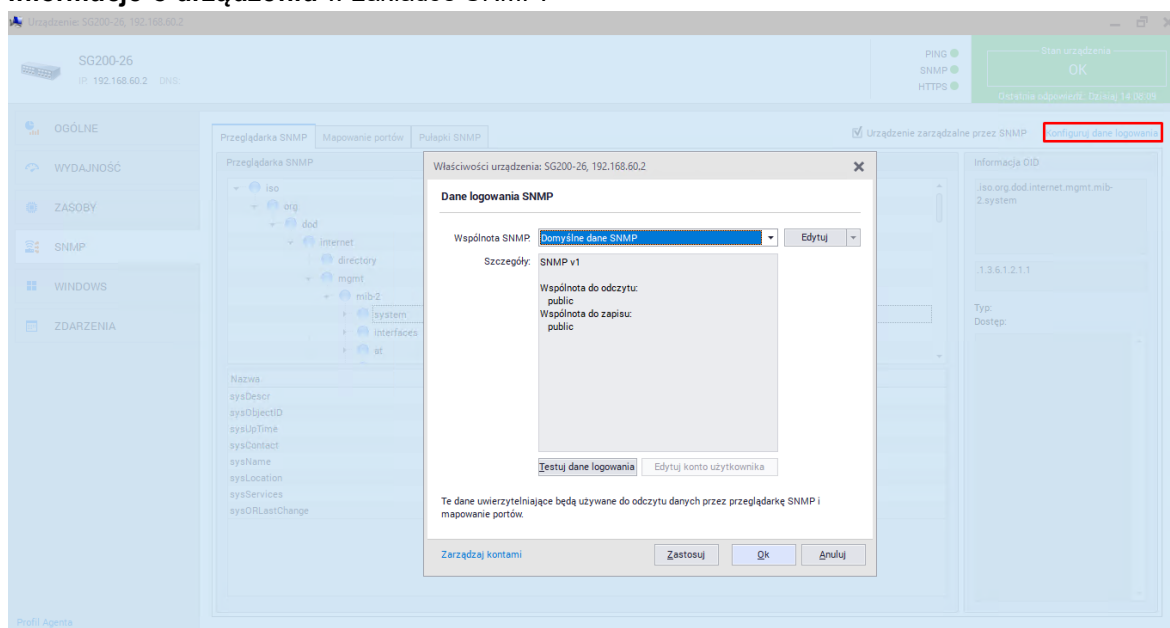 Urządzenie: SG200-26, 192.168.60.2
SG200-26
IP: 192.168.60.2 DNS:
PING
SNMP
HTTPS
Stan urządzenia
OK
Ostatnia odpowiedź: Dzisiaj 14:06:09
OGÓLNE
WYDAJNOŚĆ
ZASOBY
SNMP
WINDOWS
ZDARZENIA
Przeglądarka SNMP
Mapowanie portów
Pułapki SNMP
Urządzenie zarządzalne przez SNMP
Konfiguruj dane logowania
Przeglądarka SNMP
iso
org
dod
internet
directory
mgmt
mib-2
system
interfaces
at
Nazwa
sysDescr
sysObjectID
sysUpTime
sysContact
sysName
sysLocation
sysServices
sysORLastChange
Informacja OID
.iso.org.dod.internet.mgmt.mib-
2.system
.1.3.6.1.2.1.1
Typ:
Dostęp:
Właściwości urządzenia: SG200-26, 192.168.60.2
Dane logowania SNMP
Wspólnota SNMP: Domyślne dane SNMP Edytuj
Szczegóły: SNMP v1
Wspólnota do odczytu:
public
Wspólnota do zapisu:
public
Testuj dane logowania Edytuj konto użytkownika
Te dane uwierzytelniające będą używane do odczytu danych przez przeglądarkę SNMP i
mapowanie portów.
Zarządzaj kontami Zastosuj Ok Anuluj
Profil Agenta